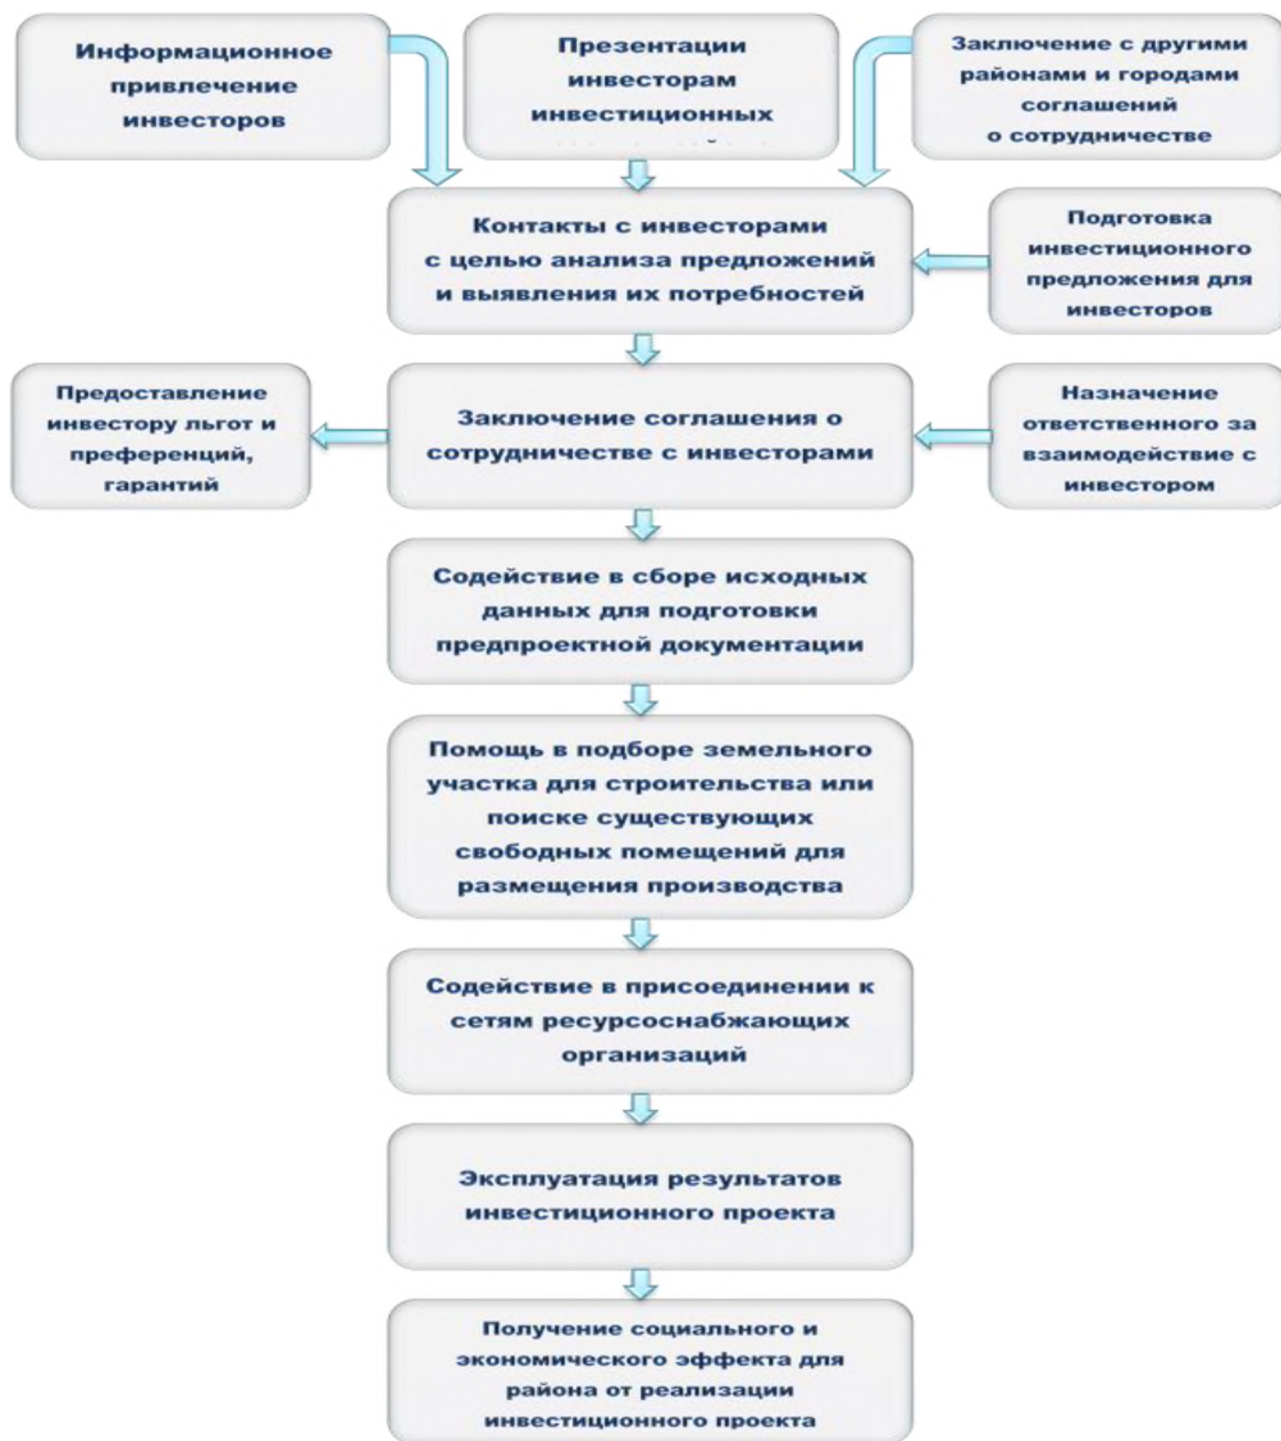 Информационное
привлечение
инвесторов
Презентации
инвесторам
инвестиционных
Заключение с другими
районами и городами
соглашений
о сотрудничестве
Контакты с инвесторами
с целью анализа предложений
и выявления их потребностей
Подготовка
инвестиционного
предложения для
инвесторов
Предоставление
инвестору льгот и
преференций,
гарантий
Заключение соглашения о
сотрудничестве с инвесторами
Назначение
ответственного за
взаимодействие с
инвестором
Содействие в сборе исходных
данных для подготовки
предпроектной документации
Помощь в подборе земельного
участка для строительства или
поиске существующих
свободных помещений для
размещения производства
Содействие в присоединении к
сетям ресурсоснабжающих
организаций
Эксплуатация результатов
инвестиционного проекта
Получение социального и
экономического эффекта для
района от реализации
инвестиционного проекта